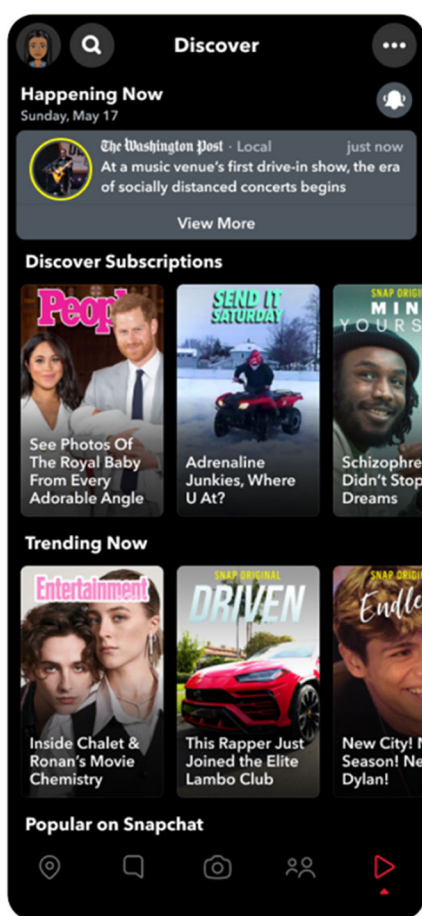 Discover
Happening Now
Sunday, May 17
The Washington Post · Local just now
At a music venue's first drive-in show, the era
of socially distanced concerts begins
View More
Discover Subscriptions
People
See Photos Of
The Royal Baby
From Every
Adorable Angle
SEND IT
SATURDAY
Adrenaline
Junkies, Where
U At?
SNAP ORIGI
MIN
YOURS
Schizophre
Didn't Stop
Dreams
Trending Now
Entertainment
Inside Chalet &
Ronan's Movie
Chemistry
SNAP ORIGINAL
DRIVEN
This Rapper Just
Joined the Elite
Lambo Club
SNAP ORIGI
Endle
New City! N
Season! Ne
Dylan!
Popular on Snapchat